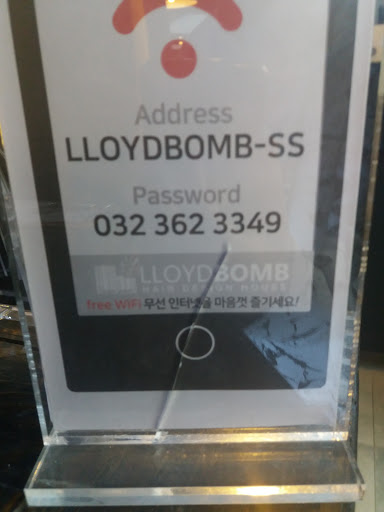 Address
LLOYDBOMB-SS
Password
032 362 3349
LLOYDBOMB
HAIR DESIGN HOUSE
free WiFi 무선 인터넷을 마음껏 즐기세요!